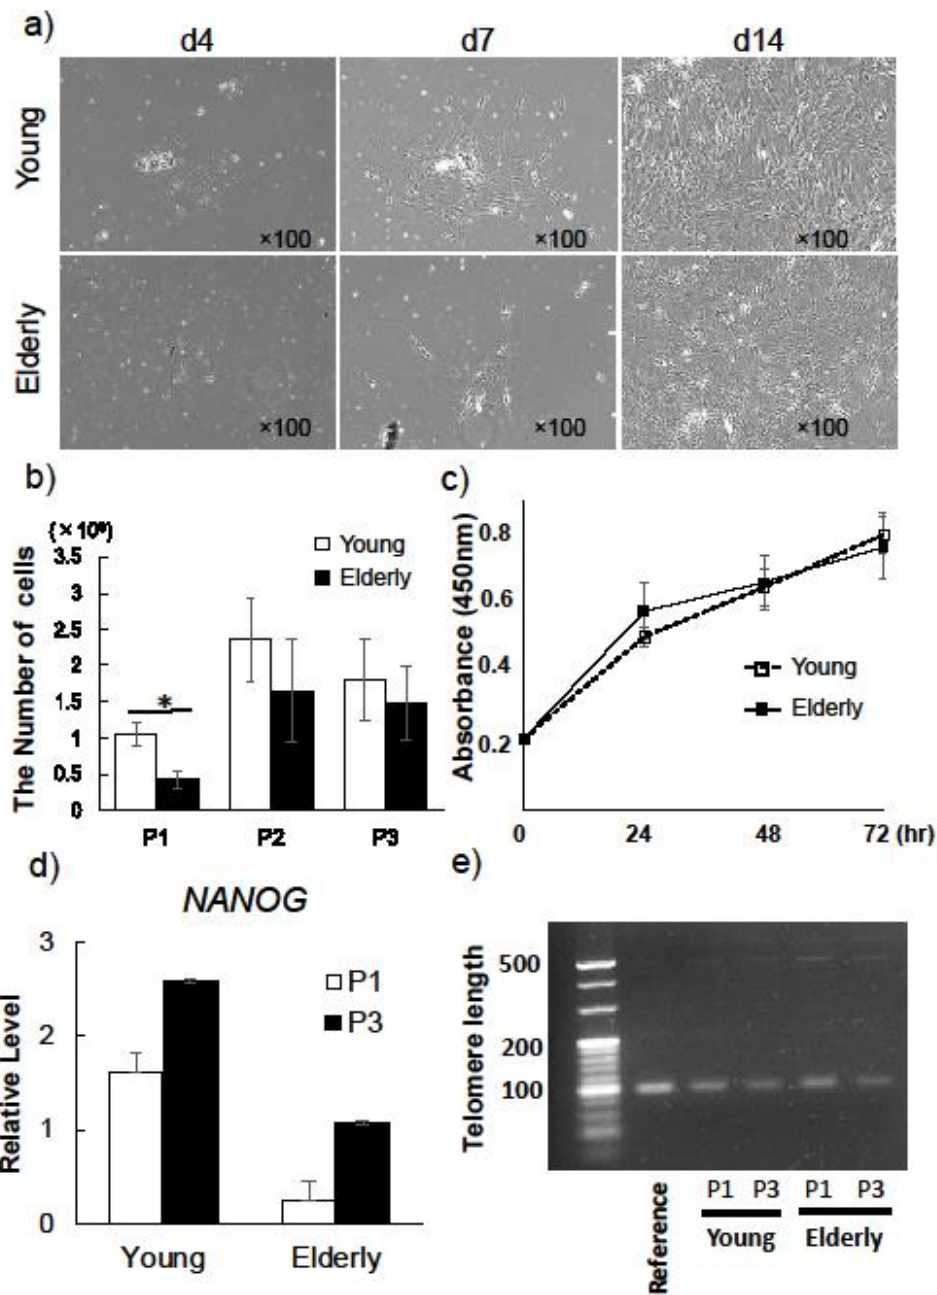 a)
d4 d7 d14
Young
×100 ×100 ×100
Elderly
×100 ×100 ×100
b)
The Number of cells
3.5
3
2.5
2
1.5
1
0.5
0
Young
Elderly
*
P1 P2 P3
c)
Absorbance (450nm)
0.8
0.6
0.4
0.2
Young
Elderly
0 24 48 72 (hr)
d)
NANOG
Relative Level
3
2
1
0
P1
P3
Young Elderly
e)
Telomere length
500
200
100
Reference
P1 P3 P1 P3
Young Elderly